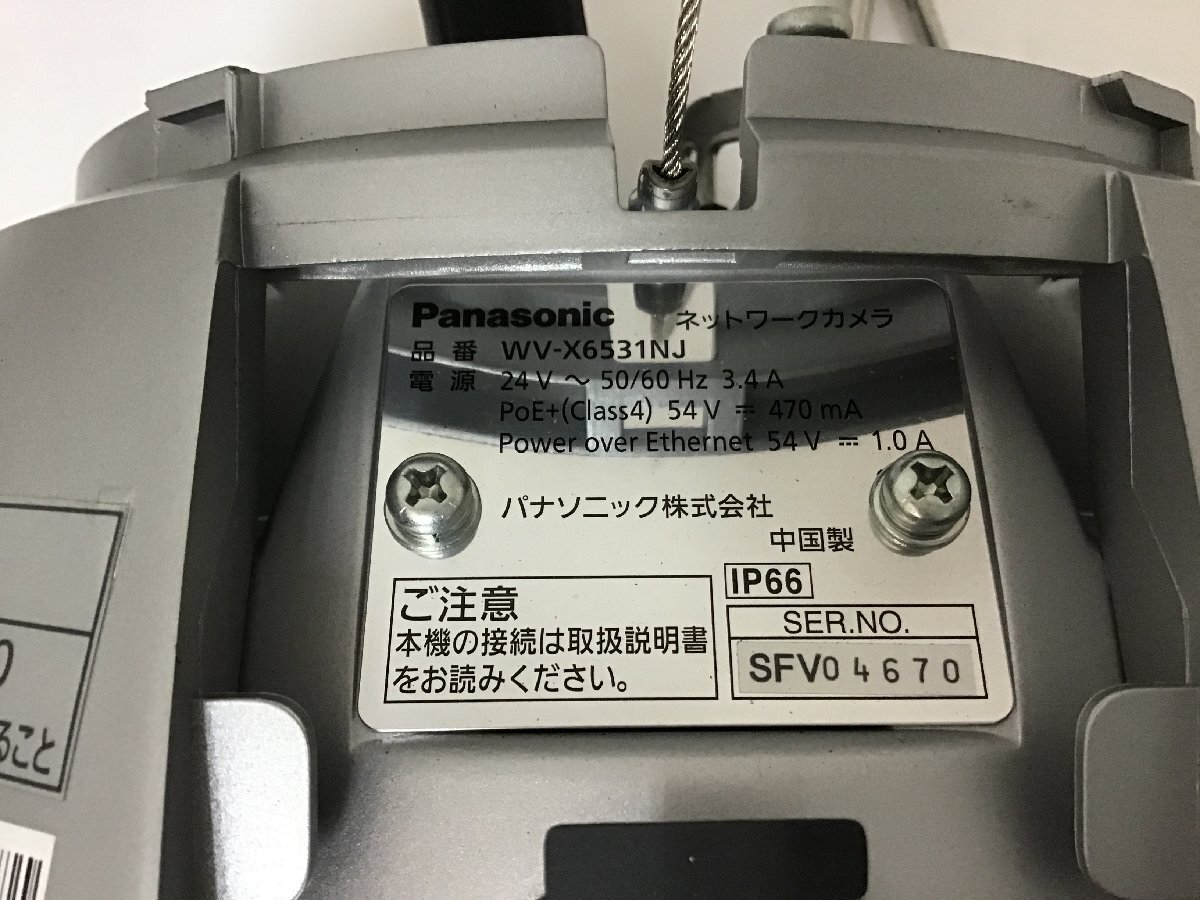 Panasonic ネットワークカメラ
品 番 WV-X6531NJ
電 源 24 V ～ 50/60 Hz 3.4 A
PoE+(Class4) 54 V ⎓ 470 mA
Power over Ethernet 54 V ⎓ 1.0 A
パナソニック株式会社
中国製
IP66
ご注意
本機の接続は取扱説明書
をお読みください。
SER.NO.
SFV04670
ること